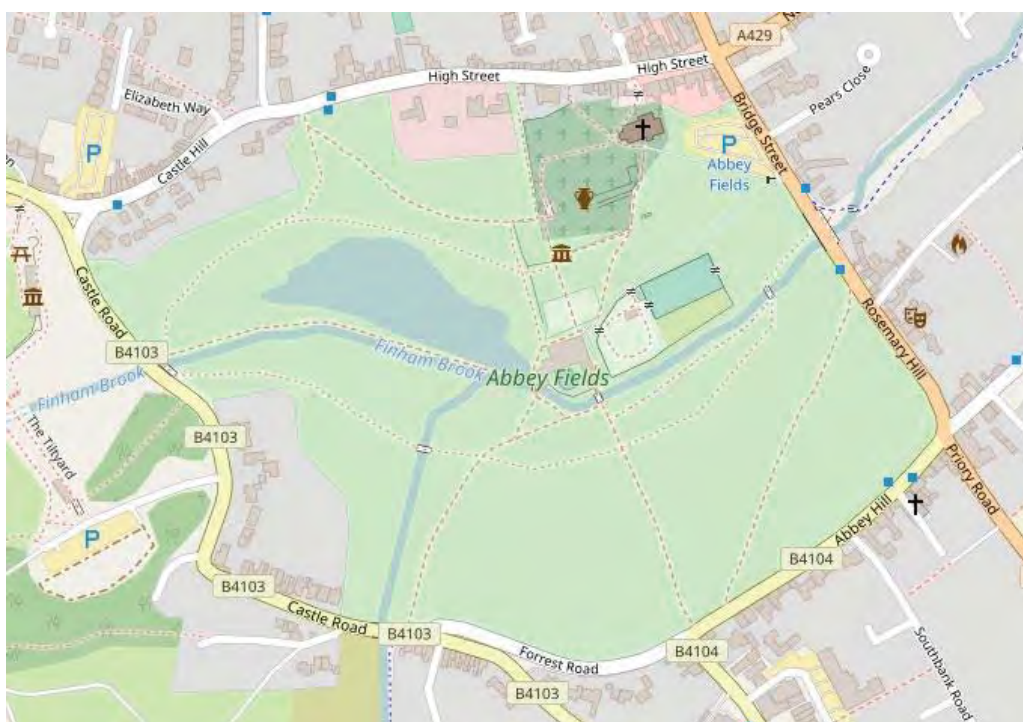 A429
High Street
High Street
Elizabeth Way
Pears Close
P
Castle Hill
P
Bridge Street
Abbey
Fields
Castle Road
B4103
Finham Brook
Finham Brook
Abbey Fields
Rosemary Hill
The Tiltyard
B4103
Priory Road
P
Abbey Hill
B4104
B4103
Castle Road
B4103
Forrest Road
B4104
Southbank Road
B4103